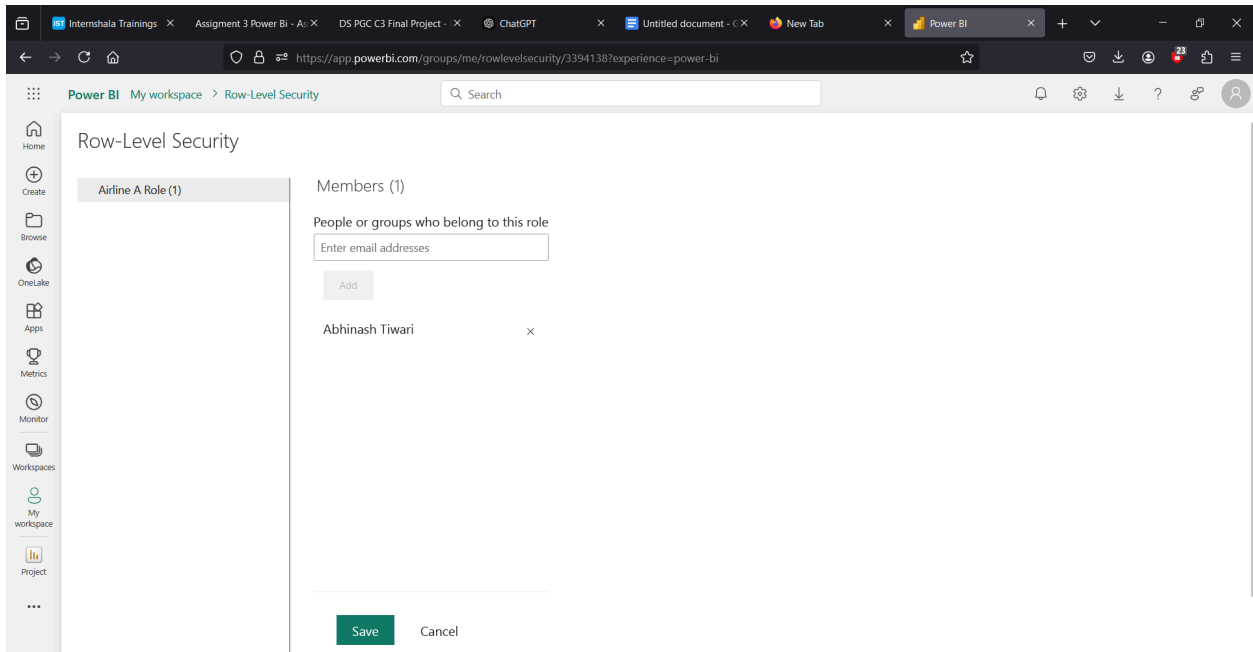 Internshala Trainings
Assigment 3 Power Bi - As
DS PGC C3 Final Project -
ChatGPT
Untitled document - G
New Tab
Power BI
https://app.powerbi.com/groups/me/rowlevelsecurity/3394138?experience=power-bi
23
Power BI My workspace > Row-Level Security
Search
Home
Create
Browse
OneLake
Apps
Metrics
Monitor
Workspaces
My
workspace
Project
Row-Level Security
Airline A Role (1)
Members (1)
People or groups who belong to this role
Enter email addresses
Add
Abhinash Tiwari
Save
Cancel